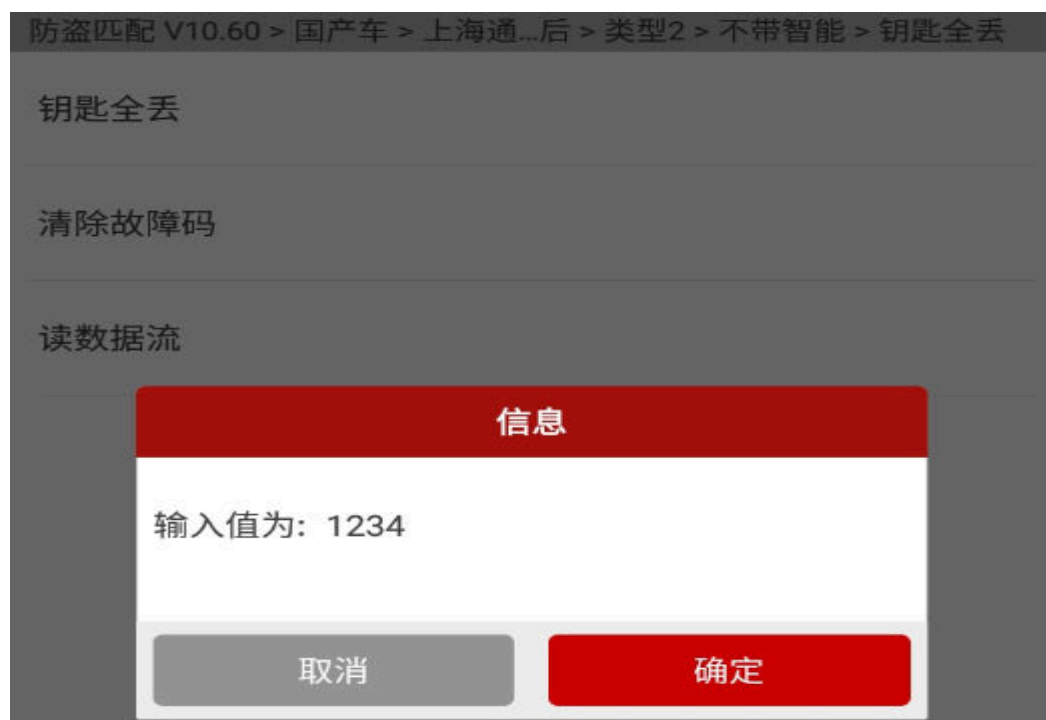 防盗匹配 V10.60 > 国产车 > 上海通...后 > 类型2 > 不带智能 > 钥匙全丢
钥匙全丢
清除故障码
读数据流
信息
输入值为: 1234
取消
确定